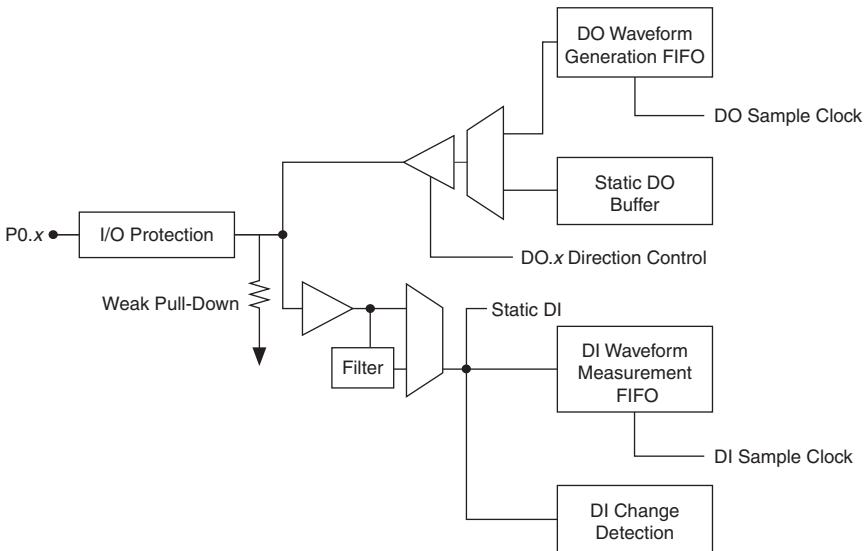 DO Waveform
Generation FIFO
DO Sample Clock
Static DO
Buffer
P0.x
I/O Protection
DO.x Direction Control
Weak Pull-Down
Static DI
Filter
DI Waveform
Measurement
FIFO
DI Sample Clock
DI Change
Detection